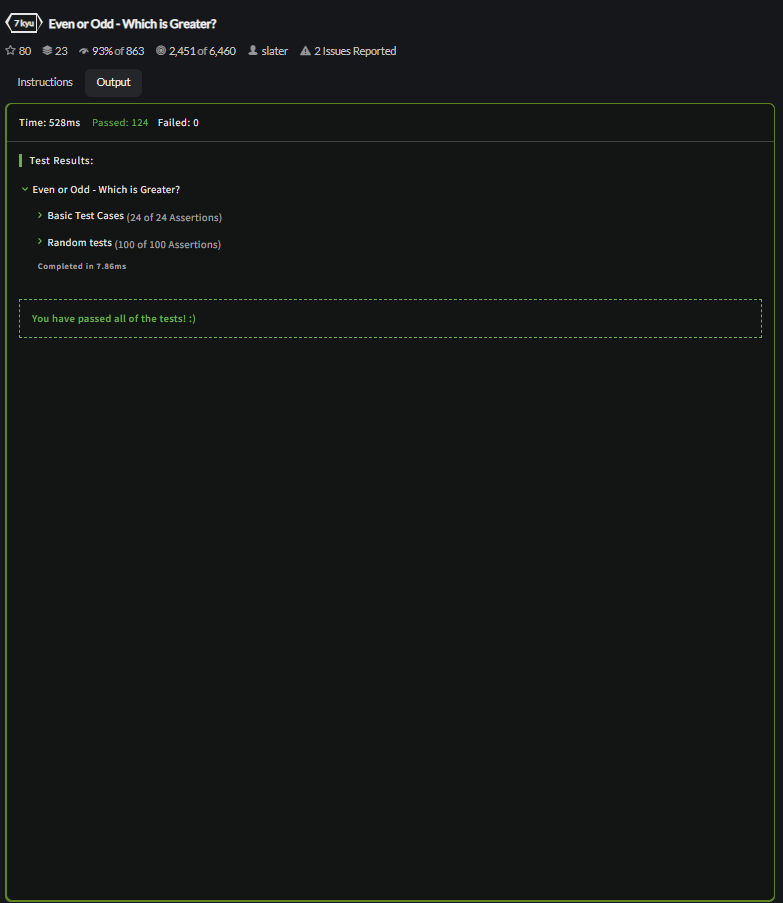 7 kyu Even or Odd - Which is Greater?
80 23 93% of 863 2,451 of 6,460 slater 2 Issues Reported
Instructions Output
Time: 528ms Passed: 124 Failed: 0
Test Results:
Even or Odd - Which is Greater?
Basic Test Cases (24 of 24 Assertions)
Random tests (100 of 100 Assertions)
Completed in 7.86ms
You have passed all of the tests! :)